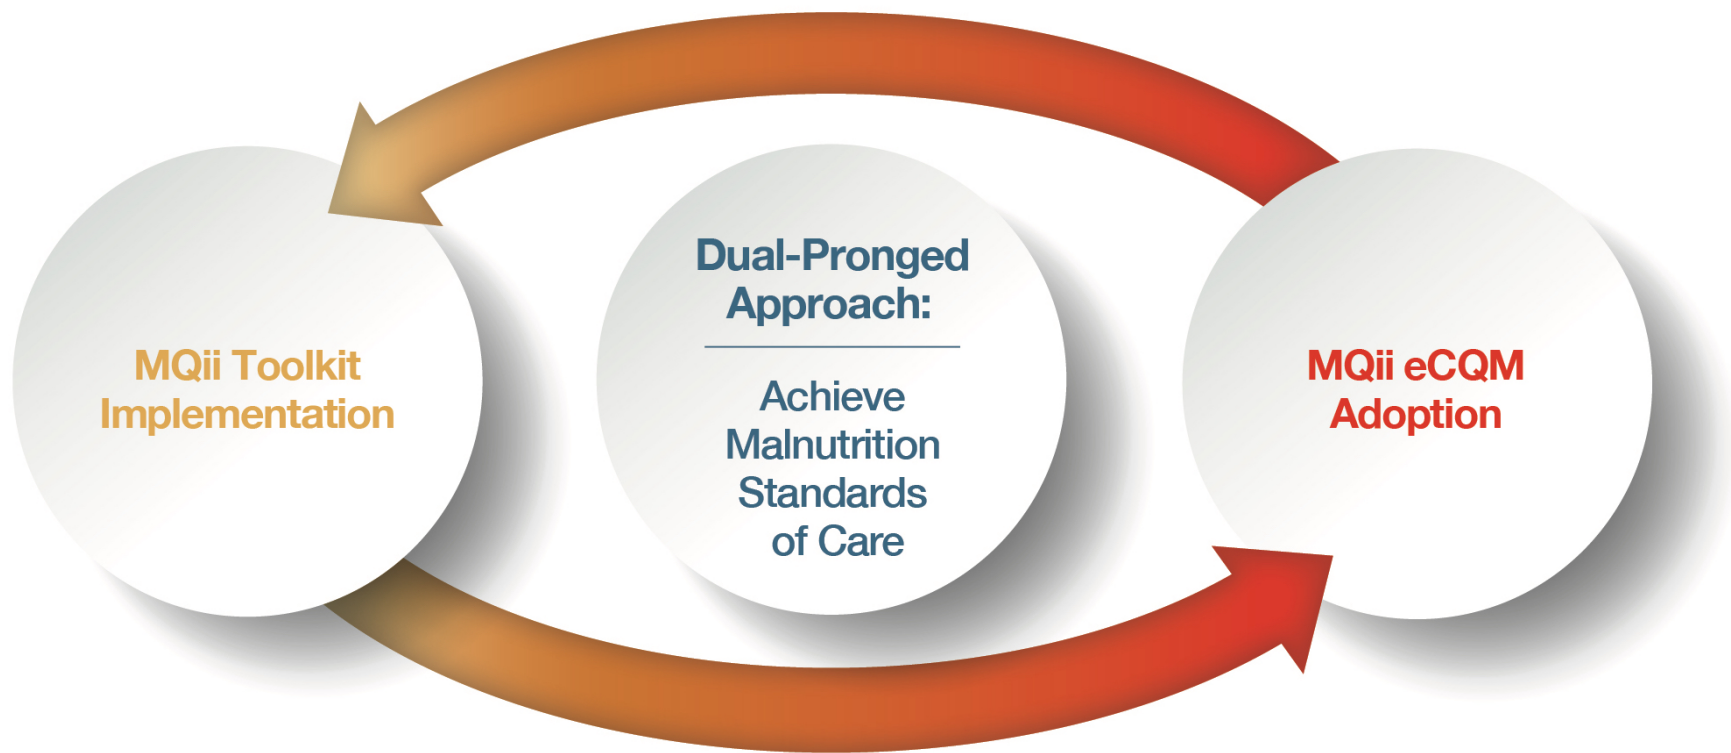 MQii Toolkit
Implementation
Dual-Pronged
Approach:
Achieve
Malnutrition
Standards
of Care
MQii eCQM
Adoption